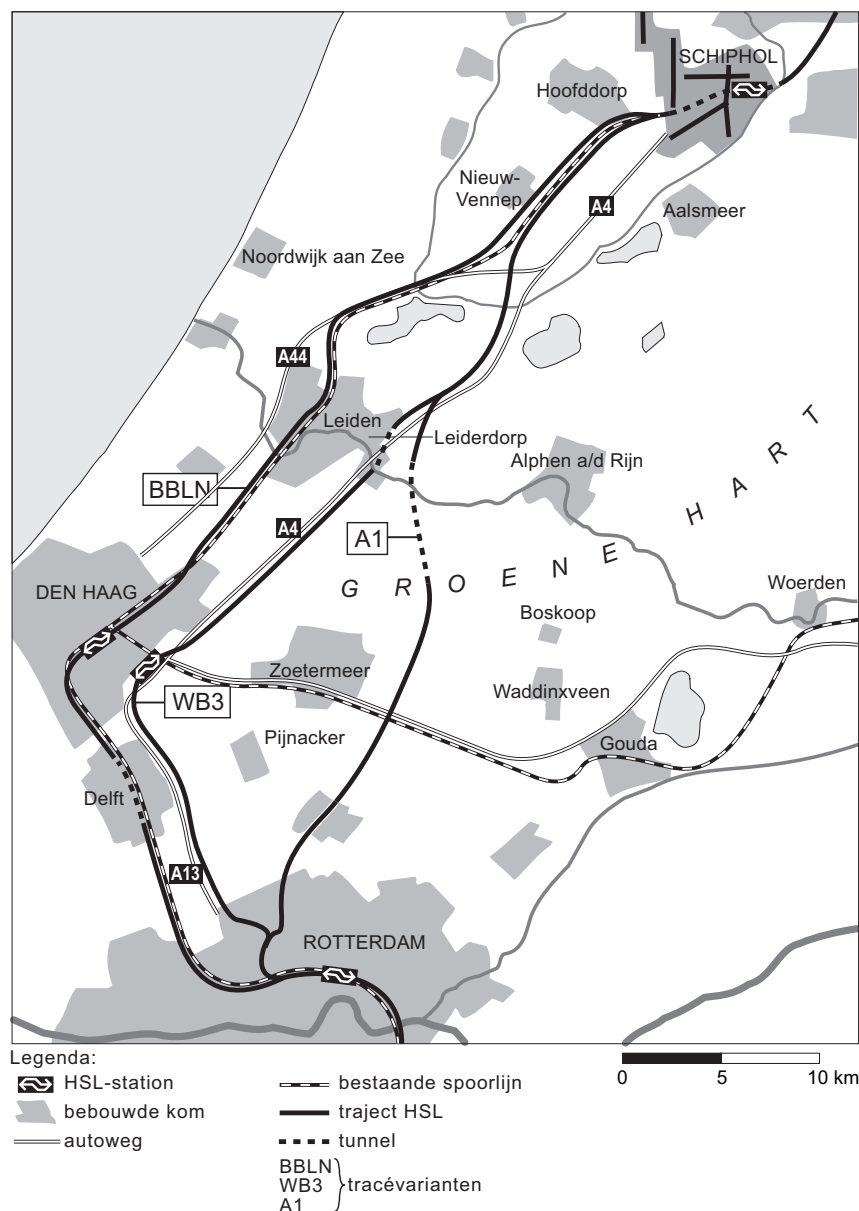 SCHIPHOL
Hoofddorp
Nieuw-
Vennep
A4
Aalsmeer
Noordwijk aan Zee
A44
Leiden
Leiderdorp
Alphen a/d Rijn
BBLN
A4
A1
GROENE HART
DEN HAAG
Woerden
Boskoop
Zoetermeer
Waddinxveen
WB3
Pijnacker
Gouda
Delft
A13
ROTTERDAM
Legenda:
HSL-station
bebouwde kom
autoweg
bestaande spoorlijn
traject HSL
tunnel
BBLN
WB3
A1
tracévarianten
0 5 10 km